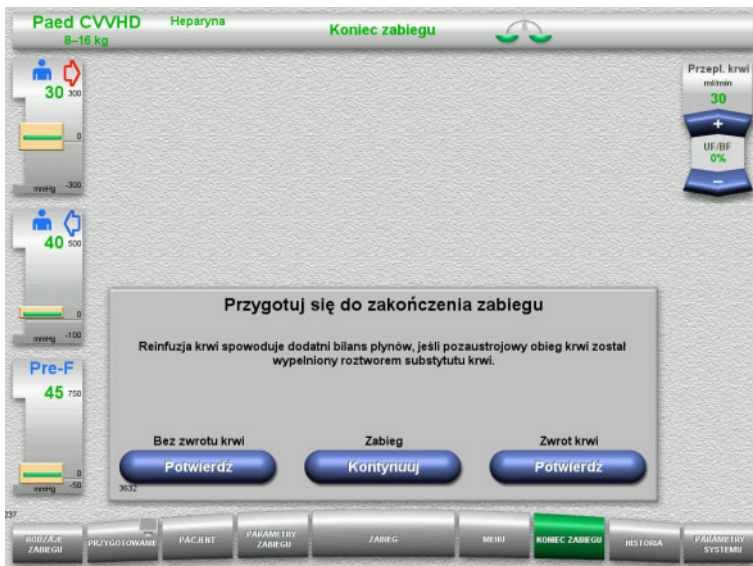 Paed CVVHD
8–16 kg
Heparyna
Koniec zabiegu
30
300
0
mmHg
-300
40
500
0
mmHg
-100
Pre-F
45
750
0
mmHg
-50
Przepł. krwi
ml/min
30
+
UF/BF
0%
−
Przygotuj się do zakończenia zabiegu
Reinfuzja krwi spowoduje dodatni bilans płynów, jeśli pozaustrojowy obieg krwi został
wypełniony roztworem substytutu krwi.
Bez zwrotu krwi
Zabieg
Zwrot krwi
Potwierdź
Kontynuuj
Potwierdź
3632
237
RODZAJE
ZABIEGU
PRZYGOTOWANIE
PACJENT
PARAMETRY
ZABIEGU
ZABIEG
MENU
KONIEC ZABIEGU
HISTORIA
PARAMETRY
SYSTEMU